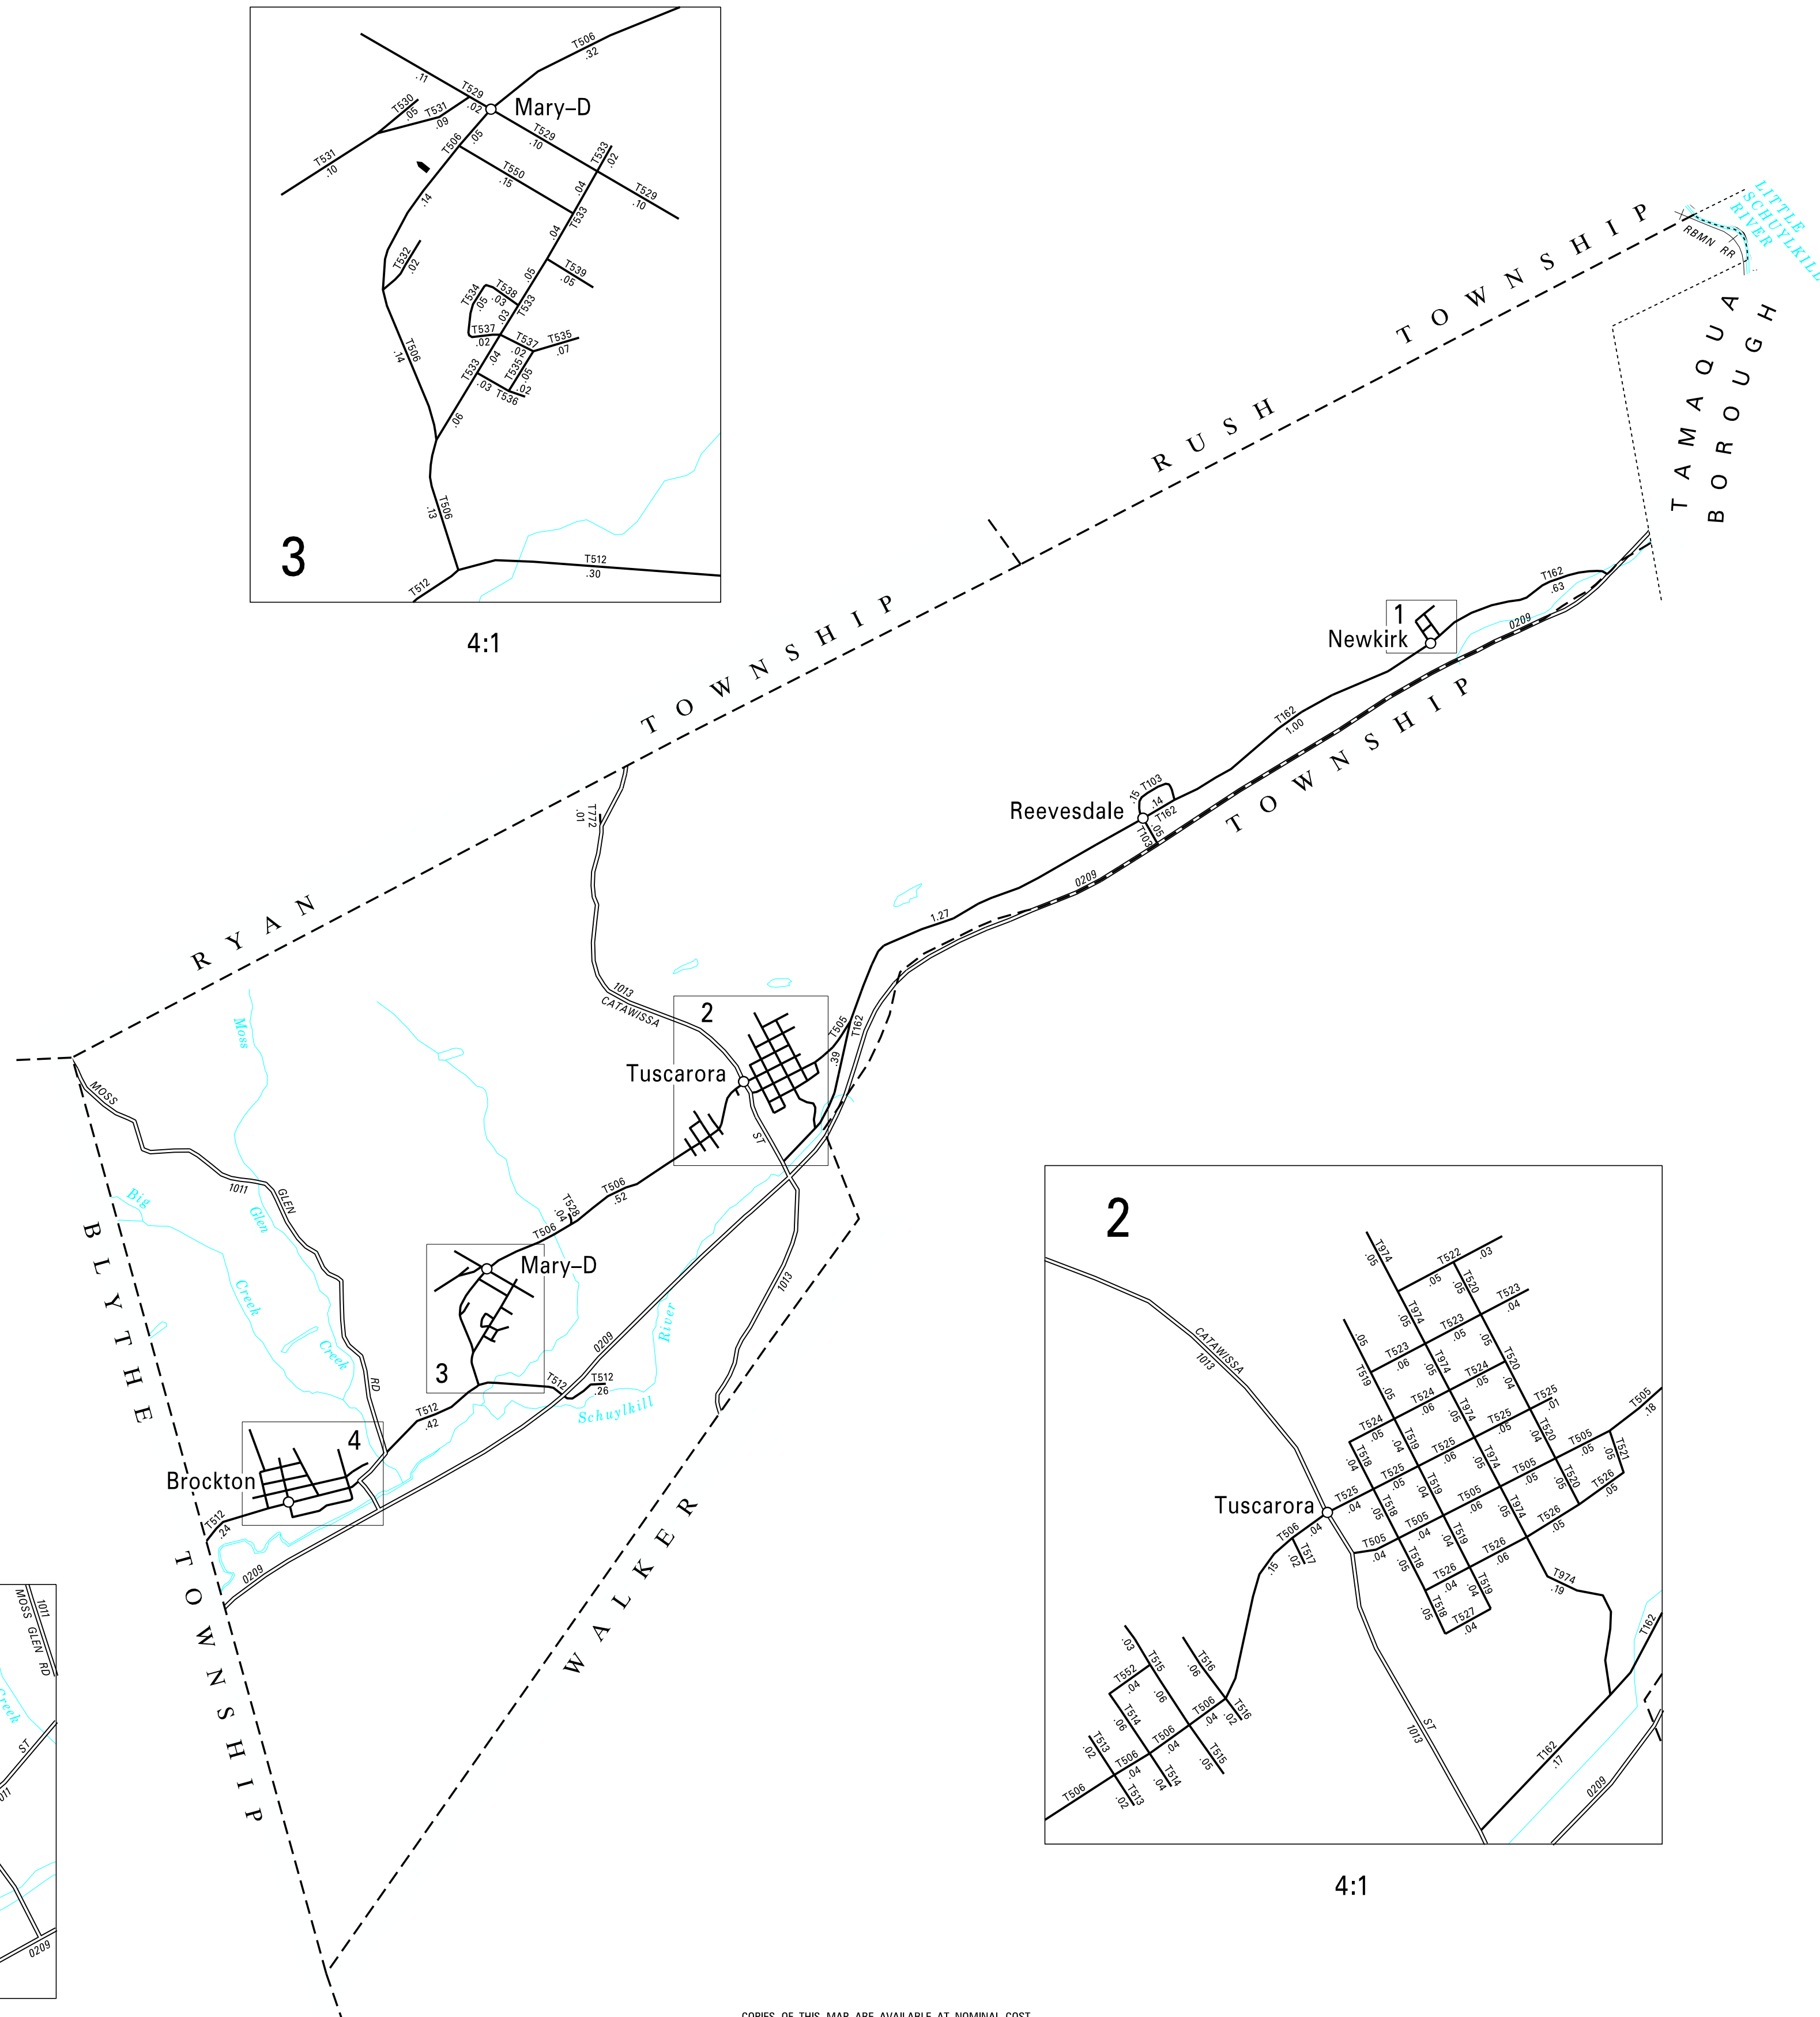 T506
.32
.11
T529
.02
Mary–D
T530
.05
T531
.09
T531
.10
T506
.05
T529
.10
T533
.02
T550
.15
.04
T529
.10
T533
.14
.04
T532
.02
T539
.05
.05
T534
.05
T538
.03
T533
.03
T537
.02
T537
.02
T535
.07
.04
T506
.14
T533
T535
.05
.03
.02
T536
.06
T506
.13
3
T512
.30
T512
4:1
LITTLE
SCHUYLKILL
RIVER
RBMN RR
TAMAQUA
BOROUGH
RUSH TOWNSHIP
RYAN TOWNSHIP
1
Newkirk
T162
.63
0209
T162
1.00
Reevesdale
.15
T103
.14
T162
T103
.05
WALKER TOWNSHIP
0209
1.27
T772
.01
1013
CATAWISSA
2
T505
T162
.39
Tuscarora
ST
Moss
Glen
Creek
MOSS
GLEN
RD
1011
Big
Creek
T506
.52
T528
.04
T506
Mary–D
3
1013
0209
River
Schuylkill
T512
T512
.26
T512
.42
4
Brockton
T512
.24
0209
BLYTHE TOWNSHIP
1011
MOSS GLEN RD
Creek
ST
011
0209
2
T974
.05
T522
.03
.05
T520
.05
T523
.04
T974
.05
T523
.05
.05
.05
T519
T523
.06
T974
.05
T524
.05
T520
.04
T524
.06
.05
T525
.01
T524
.05
T974
.05
T525
.05
T520
.04
T505
.18
T518
.04
T519
.04
T525
.06
T974
.05
T505
.05
T521
.05
T525
.04
T525
.05
T519
.04
T505
.05
T520
.05
T526
.05
Tuscarora
T518
.05
T505
.06
T974
.05
T506
.04
T505
.04
T505
.04
T519
.04
T526
.05
T517
.02
T518
.05
T526
.06
.15
T526
.04
T519
.04
T974
.19
T518
.05
T527
.04
T162
CATAWISSA
1013
.03
T515
T516
.06
T552
.04
.06
T514
.06
T506
.04
T516
.02
T513
.02
T506
.04
T515
.05
T506
.04
T514
.04
T506
T513
.02
ST
1013
T162
.17
0209
4:1
COPIES OF THIS MAP ARE AVAILABLE AT NOMINAL COST